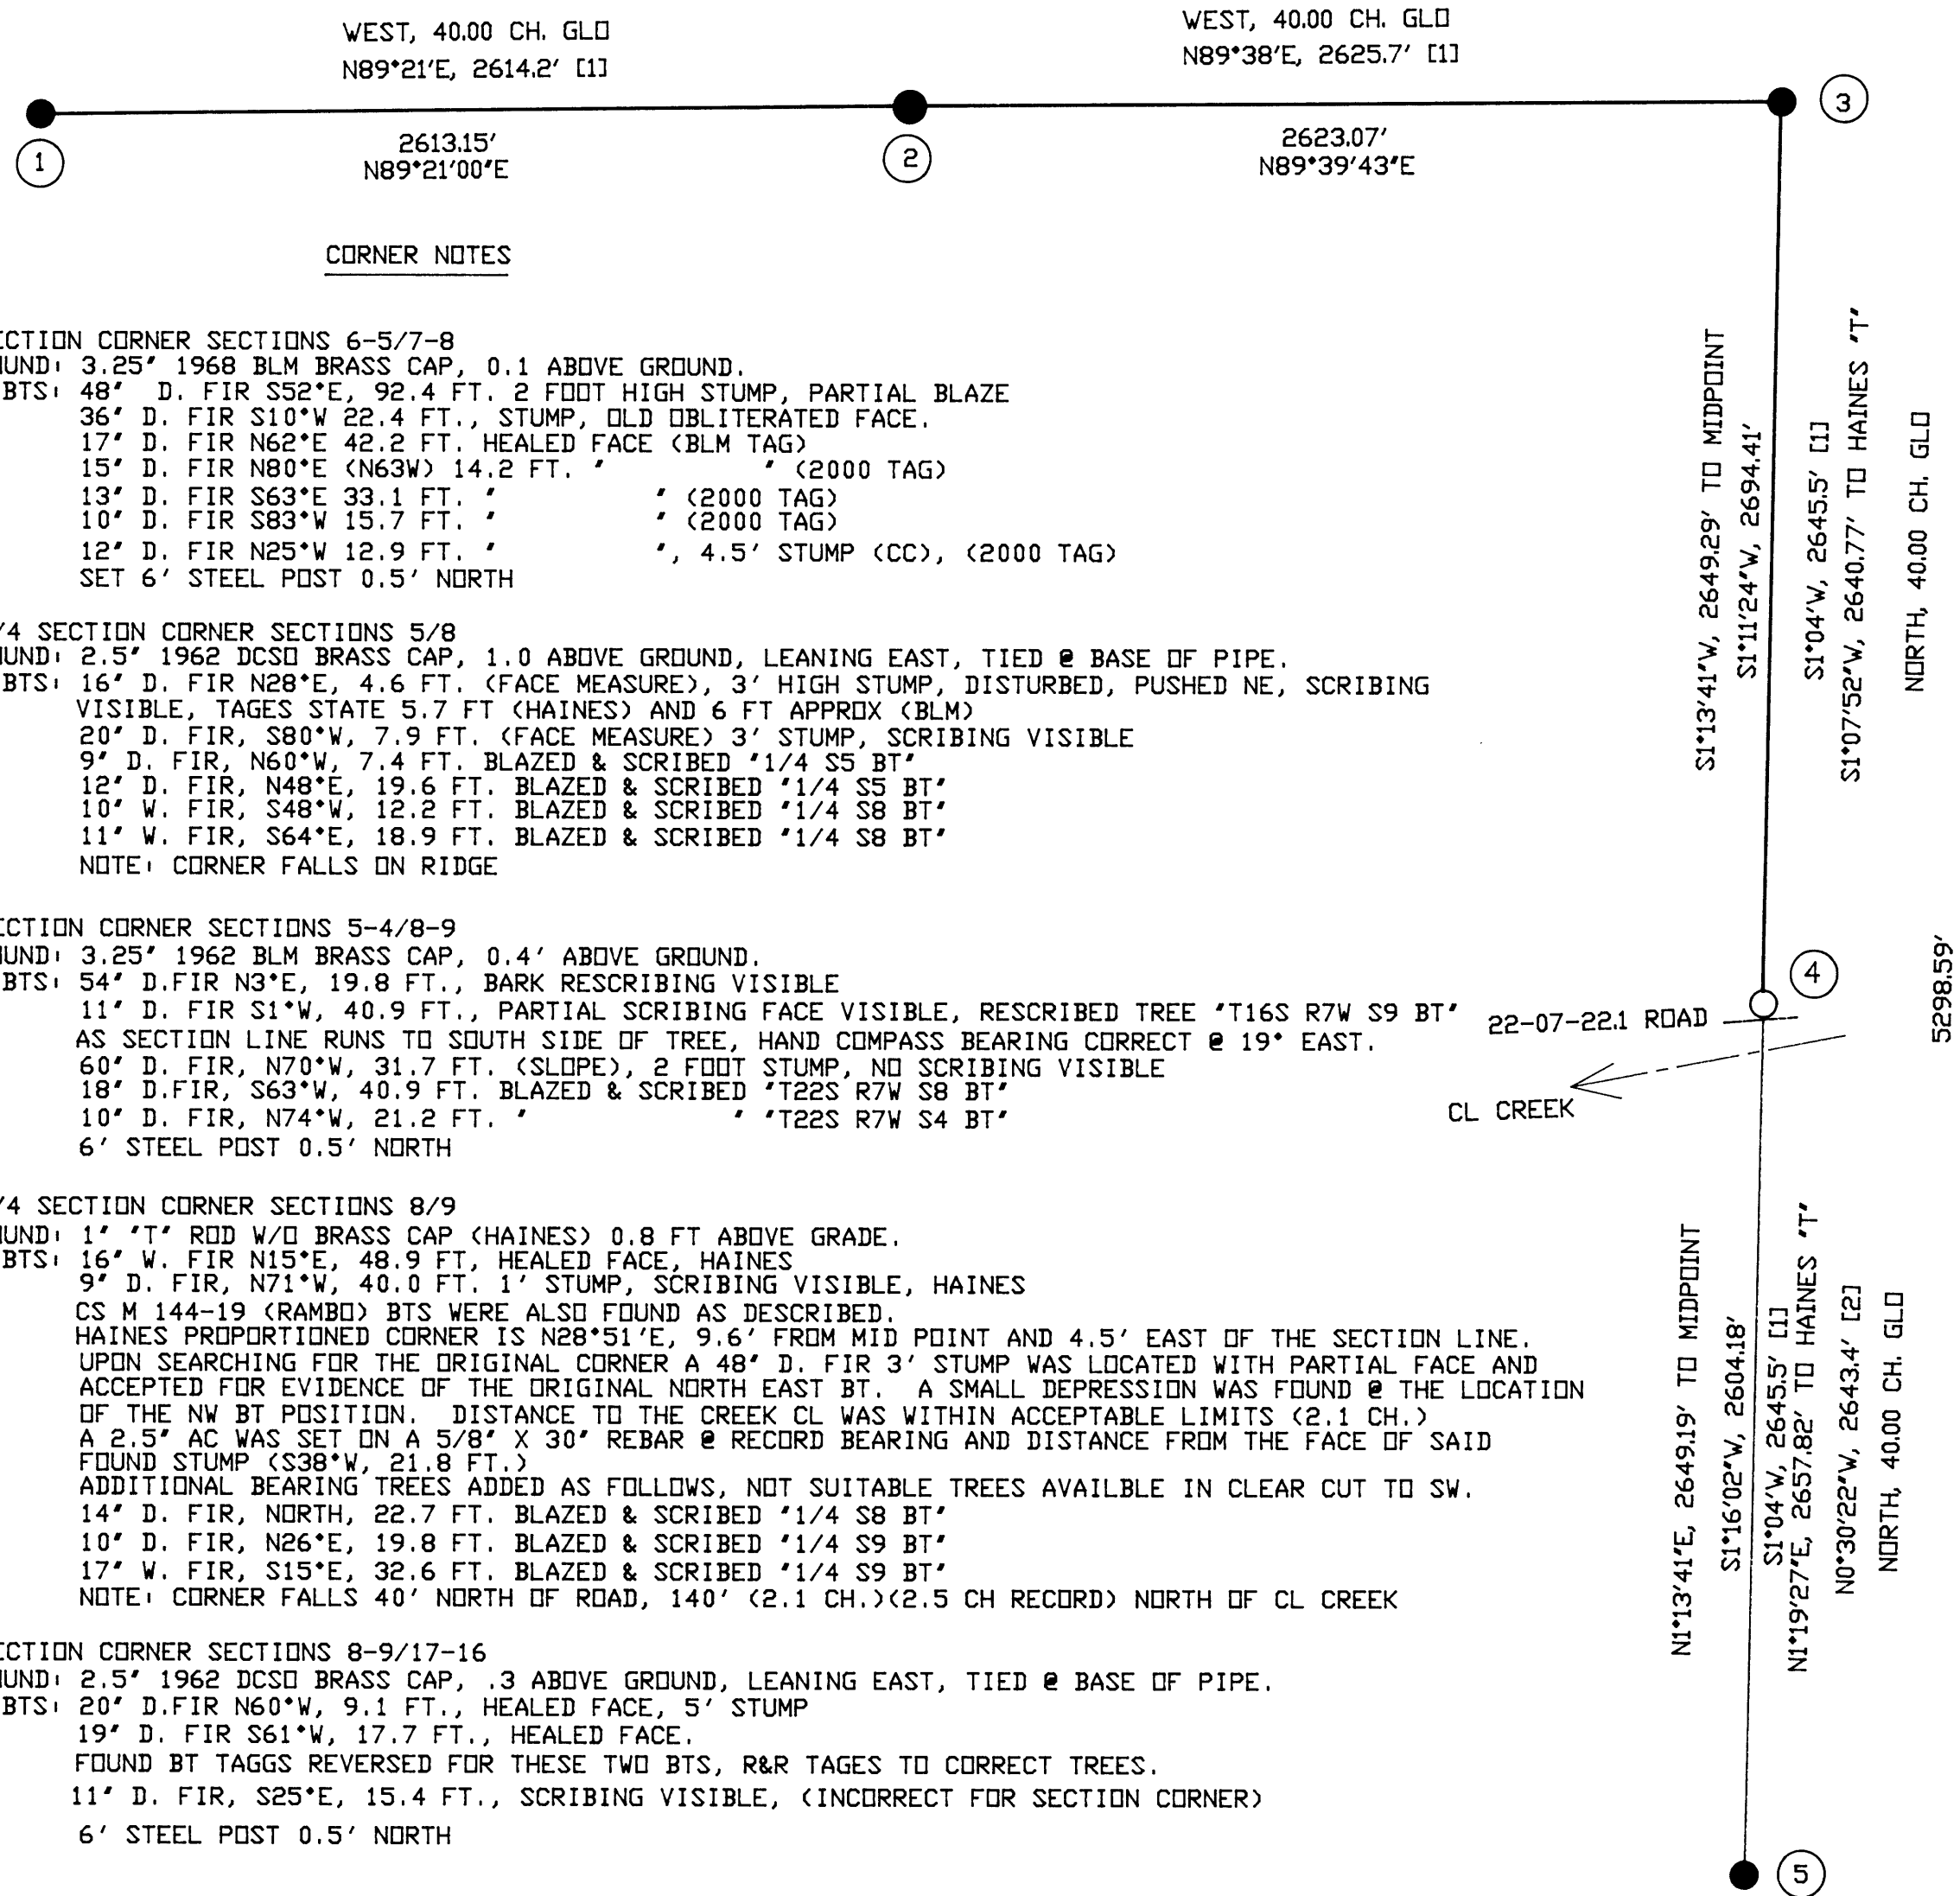 WEST, 40.00 CH. GLO
N89°21'E, 2614.2' [1]
WEST, 40.00 CH. GLO
N89°38'E, 2625.7' [1]
1
2613.15'
N89°21'00"E
2
2623.07'
N89°39'43"E
3
CORNER NOTES
ECTION CORNER SECTIONS 6-5/7-8
OUND: 3.25" 1968 BLM BRASS CAP, 0.1 ABOVE GROUND.
BTS: 48" D. FIR S52°E, 92.4 FT. 2 FOOT HIGH STUMP, PARTIAL BLAZE
36" D. FIR S10°W 22.4 FT., STUMP, OLD OBLITERATED FACE.
17" D. FIR N62°E 42.2 FT. HEALED FACE (BLM TAG)
15" D. FIR N80°E (N63W) 14.2 FT. " " (2000 TAG)
13" D. FIR S63°E 33.1 FT. " " (2000 TAG)
10" D. FIR S83°W 15.7 FT. " " (2000 TAG)
12" D. FIR N25°W 12.9 FT. " ", 4.5' STUMP (CC), (2000 TAG)
SET 6' STEEL POST 0.5' NORTH
/4 SECTION CORNER SECTIONS 5/8
OUND: 2.5" 1962 DCSO BRASS CAP, 1.0 ABOVE GROUND, LEANING EAST, TIED @ BASE OF PIPE.
BTS: 16" D. FIR N28°E, 4.6 FT. (FACE MEASURE), 3' HIGH STUMP, DISTURBED, PUSHED NE, SCRIBING
VISIBLE, TAGES STATE 5.7 FT (HAINES) AND 6 FT APPROX (BLM)
20" D. FIR, S80°W, 7.9 FT. (FACE MEASURE) 3' STUMP, SCRIBING VISIBLE
9" D. FIR, N60°W, 7.4 FT. BLAZED & SCRIBED "1/4 S5 BT"
12" D. FIR, N48°E, 19.6 FT. BLAZED & SCRIBED "1/4 S5 BT"
10" W. FIR, S48°W, 12.2 FT. BLAZED & SCRIBED "1/4 S8 BT"
11" W. FIR, S64°E, 18.9 FT. BLAZED & SCRIBED "1/4 S8 BT"
NOTE: CORNER FALLS ON RIDGE
ECTION CORNER SECTIONS 5-4/8-9
OUND: 3.25" 1962 BLM BRASS CAP, 0.4' ABOVE GROUND.
BTS: 54" D.FIR N3°E, 19.8 FT., BARK RESCRIBING VISIBLE
11" D. FIR S1°W, 40.9 FT., PARTIAL SCRIBING FACE VISIBLE, RESCRIBED TREE "T16S R7W S9 BT"
AS SECTION LINE RUNS TO SOUTH SIDE OF TREE, HAND COMPASS BEARING CORRECT @ 19° EAST.
60" D. FIR, N70°W, 31.7 FT. (SLOPE), 2 FOOT STUMP, NO SCRIBING VISIBLE
18" D.FIR, S63°W, 40.9 FT. BLAZED & SCRIBED "T22S R7W S8 BT"
10" D. FIR, N74°W, 21.2 FT. " " "T22S R7W S4 BT"
6' STEEL POST 0.5' NORTH
/4 SECTION CORNER SECTIONS 8/9
OUND: 1" "T" ROD W/O BRASS CAP (HAINES) 0.8 FT ABOVE GRADE.
BTS: 16" W. FIR N15°E, 48.9 FT, HEALED FACE, HAINES
9" D. FIR, N71°W, 40.0 FT. 1' STUMP, SCRIBING VISIBLE, HAINES
CS M 144-19 (RAMBO) BTS WERE ALSO FOUND AS DESCRIBED.
HAINES PROPORTIONED CORNER IS N28°51'E, 9.6' FROM MID POINT AND 4.5' EAST OF THE SECTION LINE.
UPON SEARCHING FOR THE ORIGINAL CORNER A 48" D. FIR 3' STUMP WAS LOCATED WITH PARTIAL FACE AND
ACCEPTED FOR EVIDENCE OF THE ORIGINAL NORTH EAST BT. A SMALL DEPRESSION WAS FOUND @ THE LOCATION
OF THE NW BT POSITION. DISTANCE TO THE CREEK CL WAS WITHIN ACCEPTABLE LIMITS (2.1 CH.)
A 2.5" AC WAS SET ON A 5/8" X 30" REBAR @ RECORD BEARING AND DISTANCE FROM THE FACE OF SAID
FOUND STUMP (S38°W, 21.8 FT.)
ADDITIONAL BEARING TREES ADDED AS FOLLOWS, NOT SUITABLE TREES AVAILBLE IN CLEAR CUT TO SW.
14" D. FIR, NORTH, 22.7 FT. BLAZED & SCRIBED "1/4 S8 BT"
10" D. FIR, N26°E, 19.8 FT. BLAZED & SCRIBED "1/4 S9 BT"
17" W. FIR, S15°E, 32.6 FT. BLAZED & SCRIBED "1/4 S9 BT"
NOTE: CORNER FALLS 40' NORTH OF ROAD, 140' (2.1 CH.)(2.5 CH RECORD) NORTH OF CL CREEK
ECTION CORNER SECTIONS 8-9/17-16
OUND: 2.5" 1962 DCSO BRASS CAP, .3 ABOVE GROUND, LEANING EAST, TIED @ BASE OF PIPE.
BTS: 20" D.FIR N60°W, 9.1 FT., HEALED FACE, 5' STUMP
19" D. FIR S61°W, 17.7 FT., HEALED FACE.
FOUND BT TAGGS REVERSED FOR THESE TWO BTS, R&R TAGES TO CORRECT TREES.
11" D. FIR, S25°E, 15.4 FT., SCRIBING VISIBLE, (INCORRECT FOR SECTION CORNER)
6' STEEL POST 0.5' NORTH
S1°13'41"W, 2649.29' TO MIDPOINT
S1°11'24"W, 2694.41'
S1°04'W, 2645.5' [1]
S1°07'52"W, 2640.77' TO HAINES "T"
NORTH, 40.00 CH. GLO
4
22-07-22.1 ROAD
CL CREEK
5298.59'
N1°13'41"E, 2649.19' TO MIDPOINT
S1°16'02"W, 2604.18'
S1°04'W, 2645.5' [1]
N1°19'27"E, 2657.82' TO HAINES "T"
N0°30'22"W, 2643.4' [2]
NORTH, 40.00 CH. GLO
5